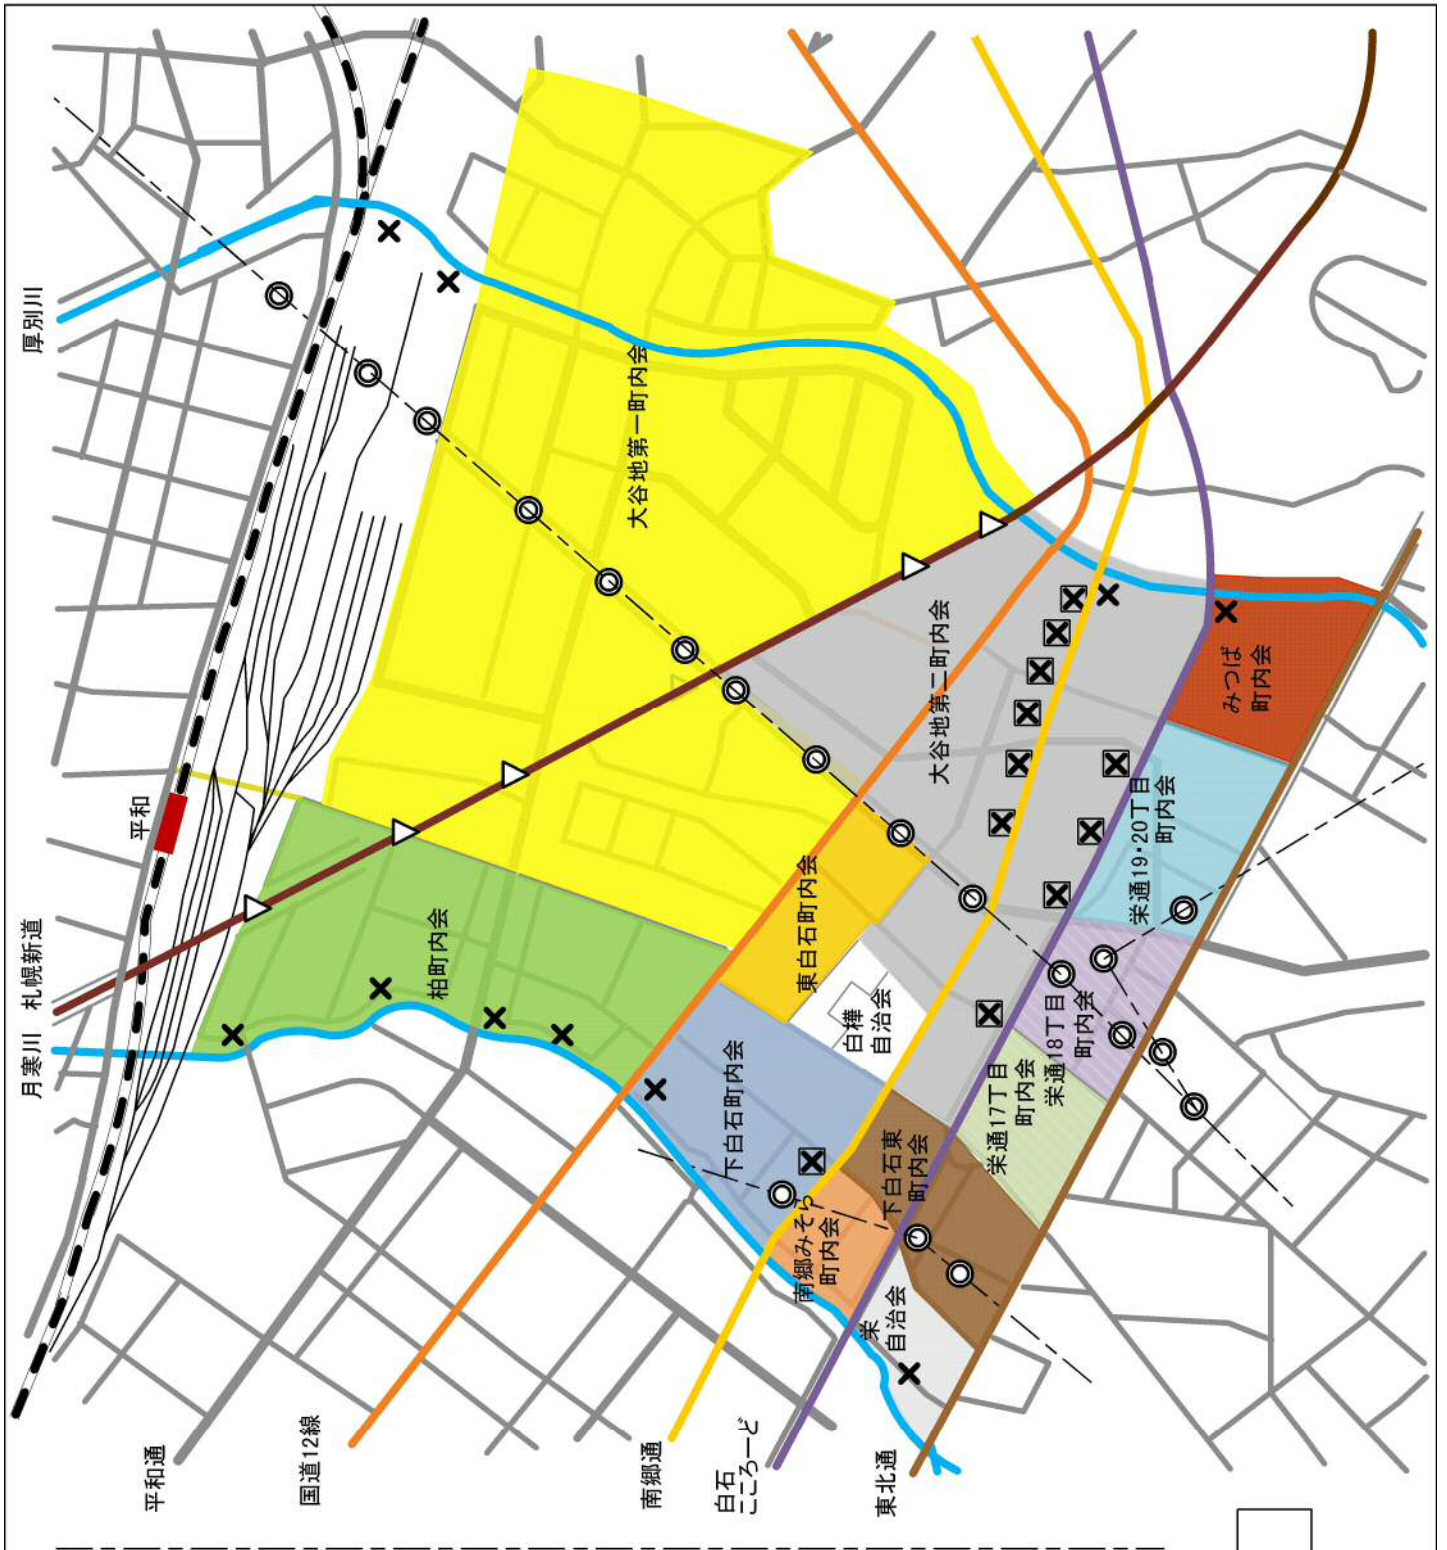 厚別川
月寒川 札幌新道
平和
大谷地第一町内会
柏町内会
大谷地第二町内会
みつば
町内会
栄通19・20丁目
町内会
東白石町内会
白樺
自治会
栄通18丁目
町内会
栄通17丁目
町内会
下白石町内会
下白石東
町内会
南郷みそら
町内会
栄
自治会
平和通
国道12線
南郷通
白石
こころーど
東北通